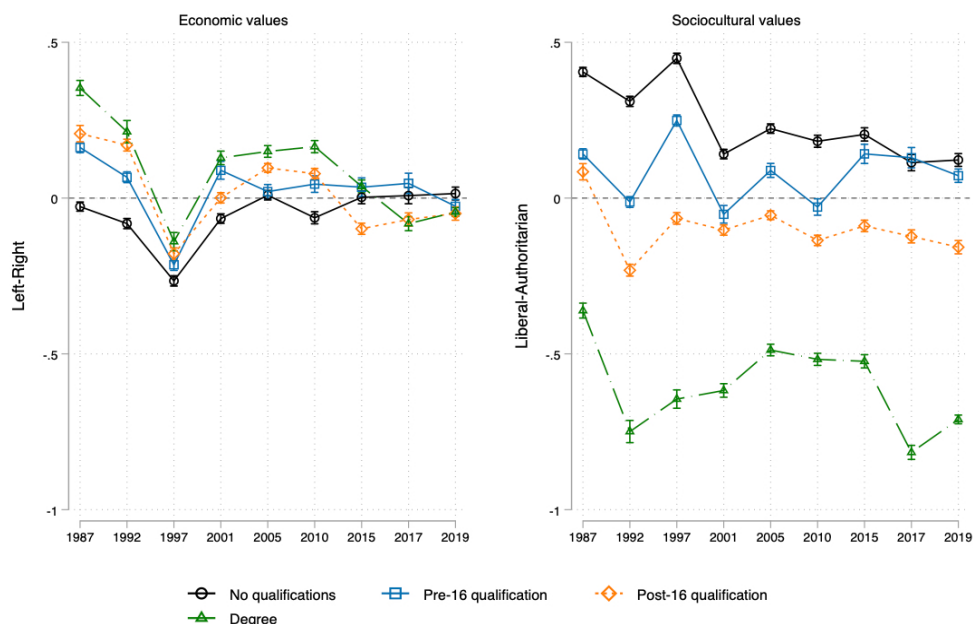 Economic values
Sociocultural values
.5
0
-.5
-1
Left-Right
1987 1992 1997 2001 2005 2010 2015 2017 2019
.5
0
-.5
-1
Liberal-Authoritarian
1987 1992 1997 2001 2005 2010 2015 2017 2019
No qualifications
Pre-16 qualification
Post-16 qualification
Degree